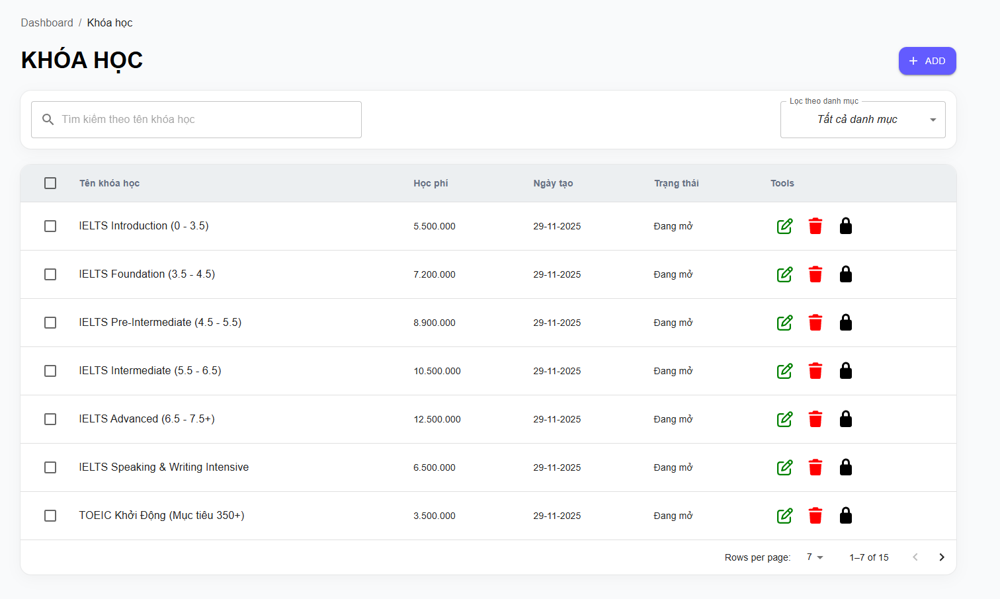 Dashboard / Khóa học
KHÓA HỌC
ADD
Tìm kiếm theo tên khóa học
Lọc theo danh mục
Tất cả danh mục
Tên khóa học Học phí Ngày tạo Trạng thái Tools
IELTS Introduction (0 - 3.5) 5.500.000 29-11-2025 Đang mở
IELTS Foundation (3.5 - 4.5) 7.200.000 29-11-2025 Đang mở
IELTS Pre-Intermediate (4.5 - 5.5) 8.900.000 29-11-2025 Đang mở
IELTS Intermediate (5.5 - 6.5) 10.500.000 29-11-2025 Đang mở
IELTS Advanced (6.5 - 7.5+) 12.500.000 29-11-2025 Đang mở
IELTS Speaking & Writing Intensive 6.500.000 29-11-2025 Đang mở
TOEIC Khởi Động (Mục tiêu 350+) 3.500.000 29-11-2025 Đang mở
Rows per page: 7 1–7 of 15